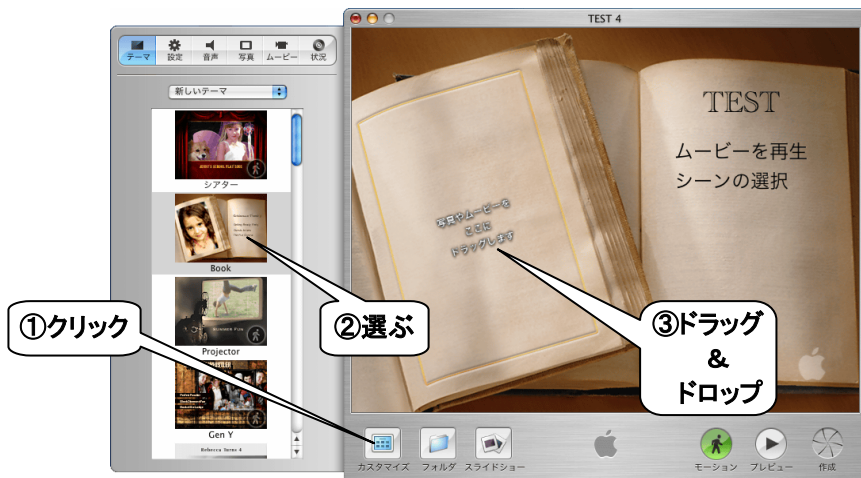 TEST 4
テーマ
設定
音声
写真
ムービー
状況
新しいテーマ
シアター
Book
Projector
SUMMER FUN
Gen Y
Rebecca Turns 4
①クリック
②選ぶ
写真やムービーを
ここに
ドラッグします
TEST
ムービーを再生
シーンの選択
③ドラッグ
&
ドロップ
カスタマイズ
フォルダ
スライドショー
モーション
プレビュー
作成